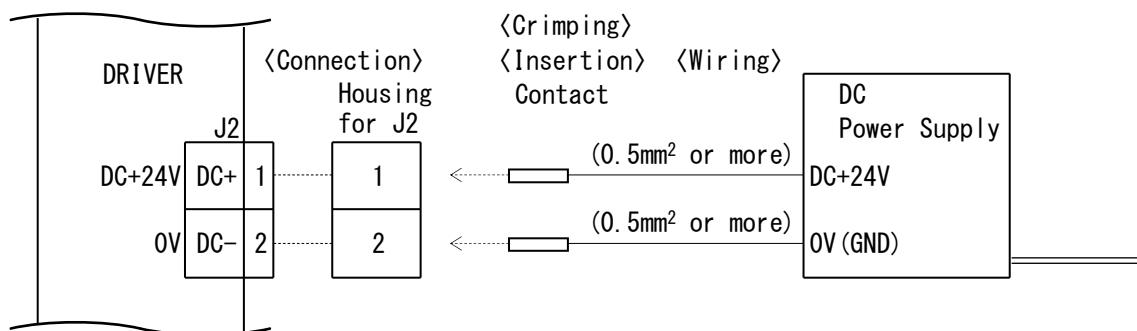 〈Crimping〉
DRIVER
〈Connection〉
〈Insertion〉
〈Wiring〉
Housing
for J2
Contact
DC
Power Supply
J2
(0.5mm² or more)
DC+24V
DC+
1
1
DC+24V
(0.5mm² or more)
0V
DC-
2
2
0V(GND)